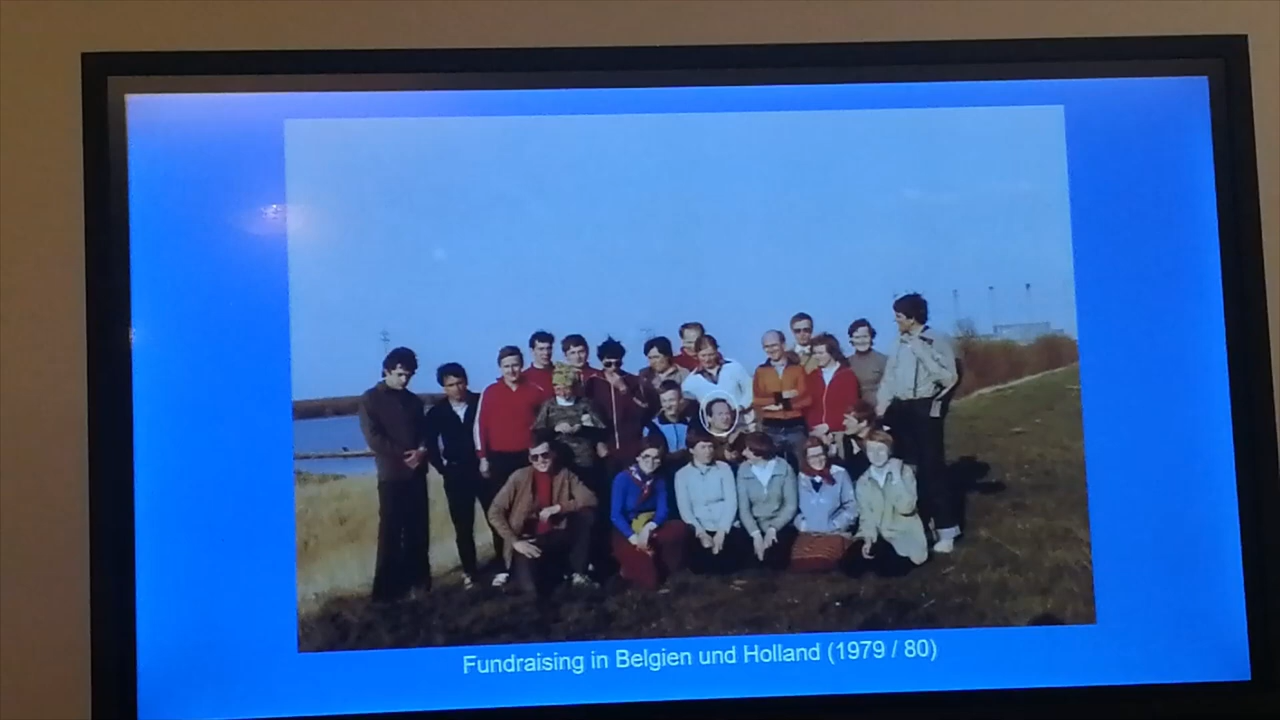 Fundraising in Belgien und Holland (1979 / 80)